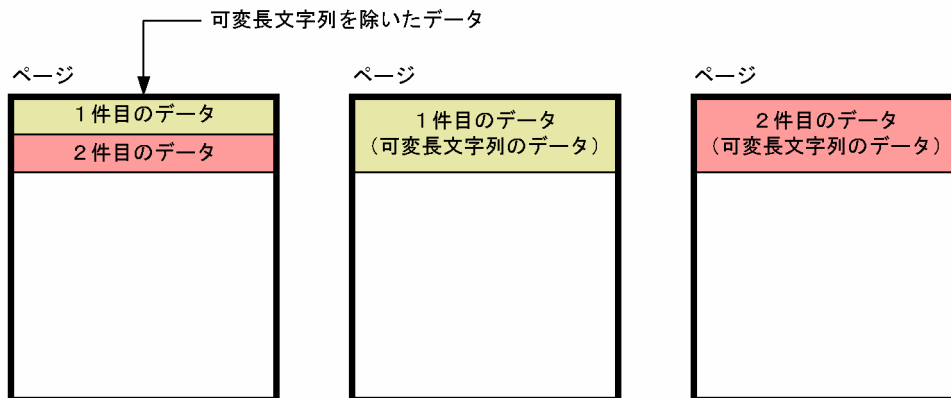 可変長文字列を除いたデータ
ページ
ページ
ページ
1件目のデータ
2件目のデータ
1件目のデータ
（可変長文字列のデータ）
2件目のデータ
（可変長文字列のデータ）